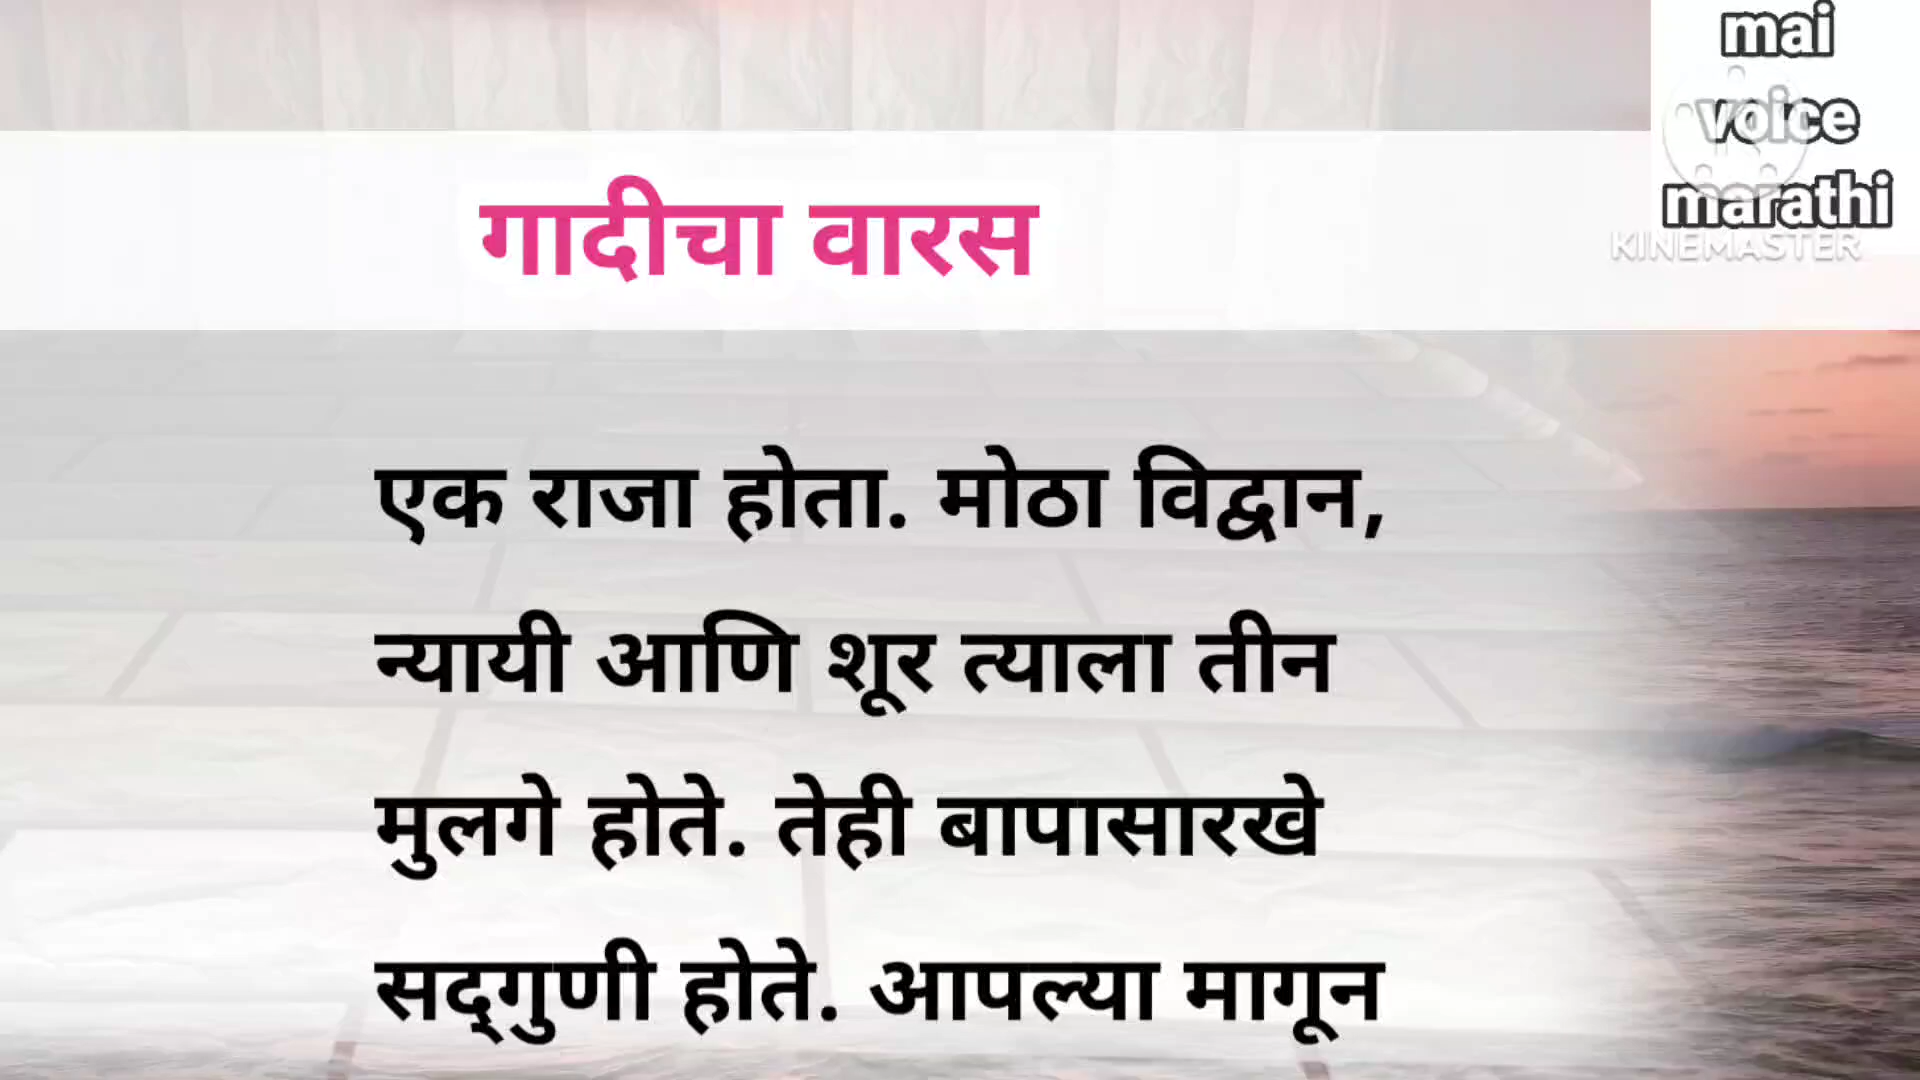 mai
voice
marathi
KINEMASTER
गादीचा वारस
एक राजा होता. मोठा विद्वान,
न्यायी आणि शूर त्याला तीन
मुलगे होते. तेही बापासारखे
सद्‌गुणी होते. आपल्या मागून